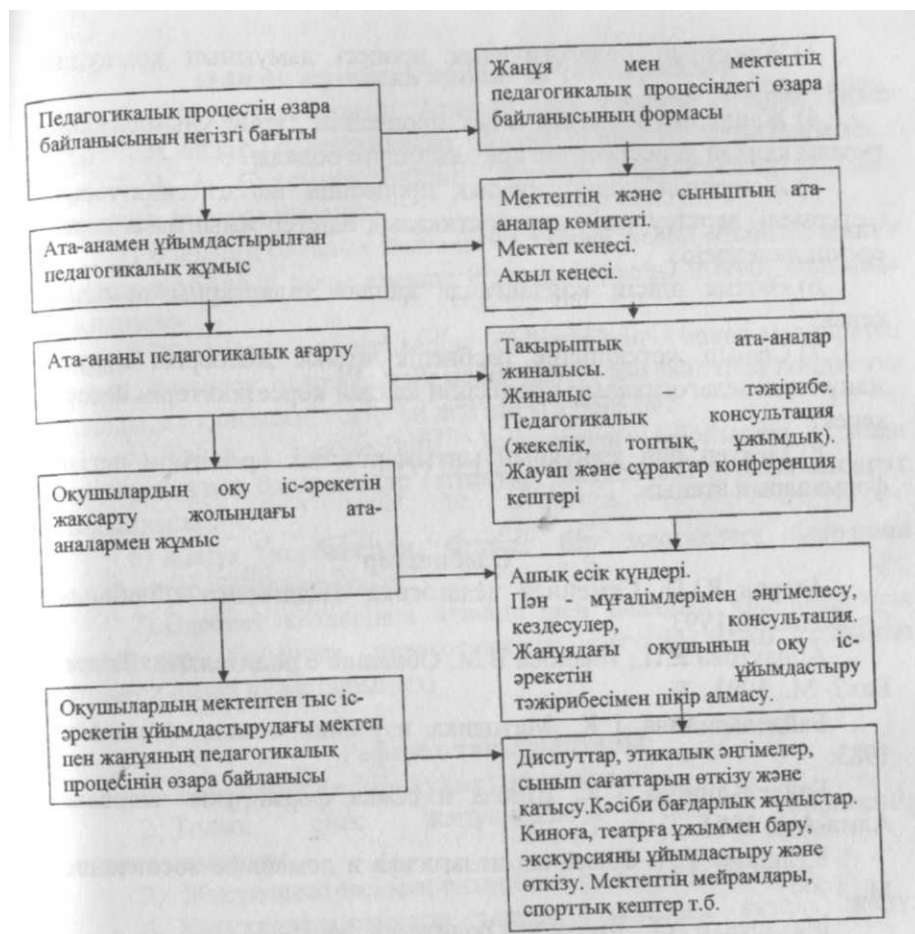 Педагогикалық процестің өзара
байланысының негізгі бағыты
Жанұя мен мектептің
педагогикалық процесіндегі өзара
байланысының формасы
Ата-анамен ұйымдастырылған
педагогикалық жұмыс
Мектептің және сыныптың ата-
аналар комитеті.
Мектеп кеңесі.
Ақыл кеңесі.
Ата-ананы педагогикалық ағарту
Тақырыптық ата-аналар
жиналысы.
Жиналыс – тәжірибе.
Педагогикалық консультация
(жекелік, топтық, ұжымдық).
Жауап және сұрақтар конференция
кештері
Оқушылардың оқу іс-әрекетін
жақсарту жолындағы ата-
аналармен жұмыс
Ашық есік күндері.
Пән - мұғалімдерімен әңгімелесу,
кездесулер, консультация.
Жанұядағы оқушының оқу іс-
әрекетін ұйымдастыру
тәжірибесімен пікір алмасу.
Оқушылардың мектептен тыс іс-
әрекетін ұйымдастырудағы мектеп
пен жанұяның педагогикалық
процесінің өзара байланысы
Диспуттар, этикалық әңгімелер,
сынып сағаттарын өткізу және
қатысу.Кәсіби бағдарлық жұмыстар.
Киноға, театрға ұжыммен бару,
экскурсияны ұйымдастыру және
өткізу. Мектептің мейрамдары,
спорттық кештер т.б.